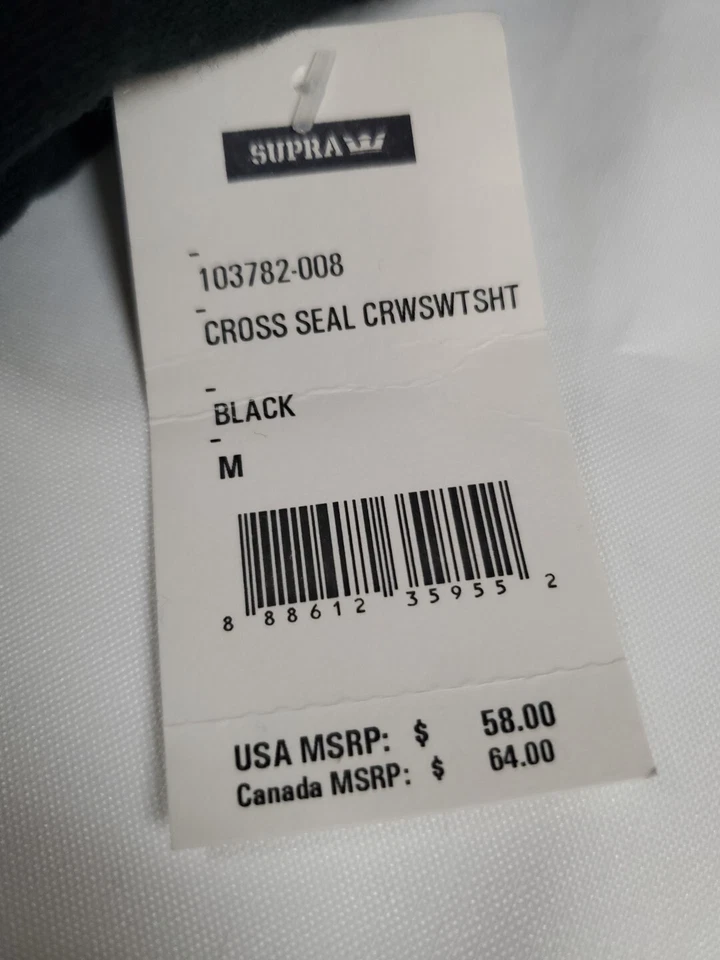 SUPRA
103782-008
CROSS SEAL CRWSWTSHT
BLACK
M
8 88612 35955 2
USA MSRP: $ 58.00
Canada MSRP: $ 64.00